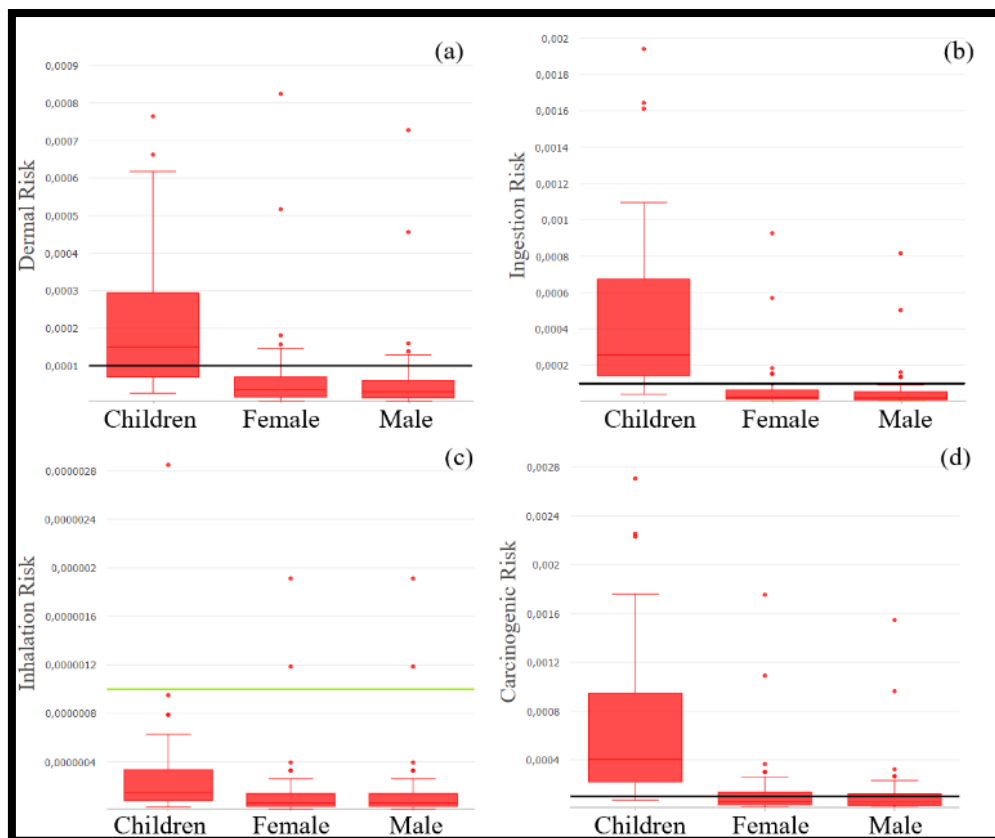 (a)
Dermal Risk
0,0009
0,0008
0,0007
0,0006
0,0005
0,0004
0,0003
0,0002
0,0001
Children Female Male
(b)
Ingestion Risk
0,002
0,0018
0,0016
0,0014
0,0012
0,001
0,0008
0,0006
0,0004
0,0002
Children Female Male
(c)
Inhalation Risk
0,0000028
0,0000024
0,000002
0,0000016
0,0000012
0,0000008
0,0000004
Children Female Male
(d)
Carcinogenic Risk
0,0028
0,0024
0,002
0,0016
0,0012
0,0008
0,0004
Children Female Male